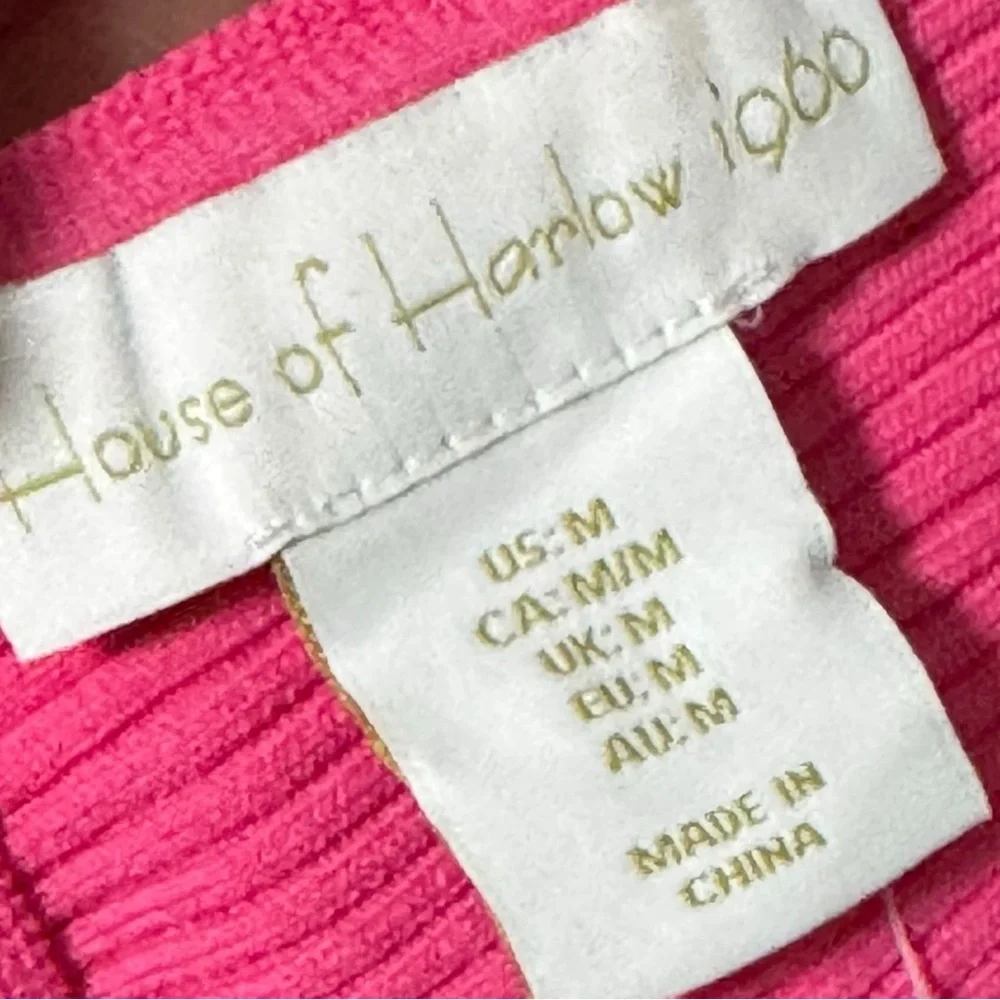 House of Harlow 1960
US: M
CA: M/M
UK: M
EU: M
AU: M
MADE IN
CHINA